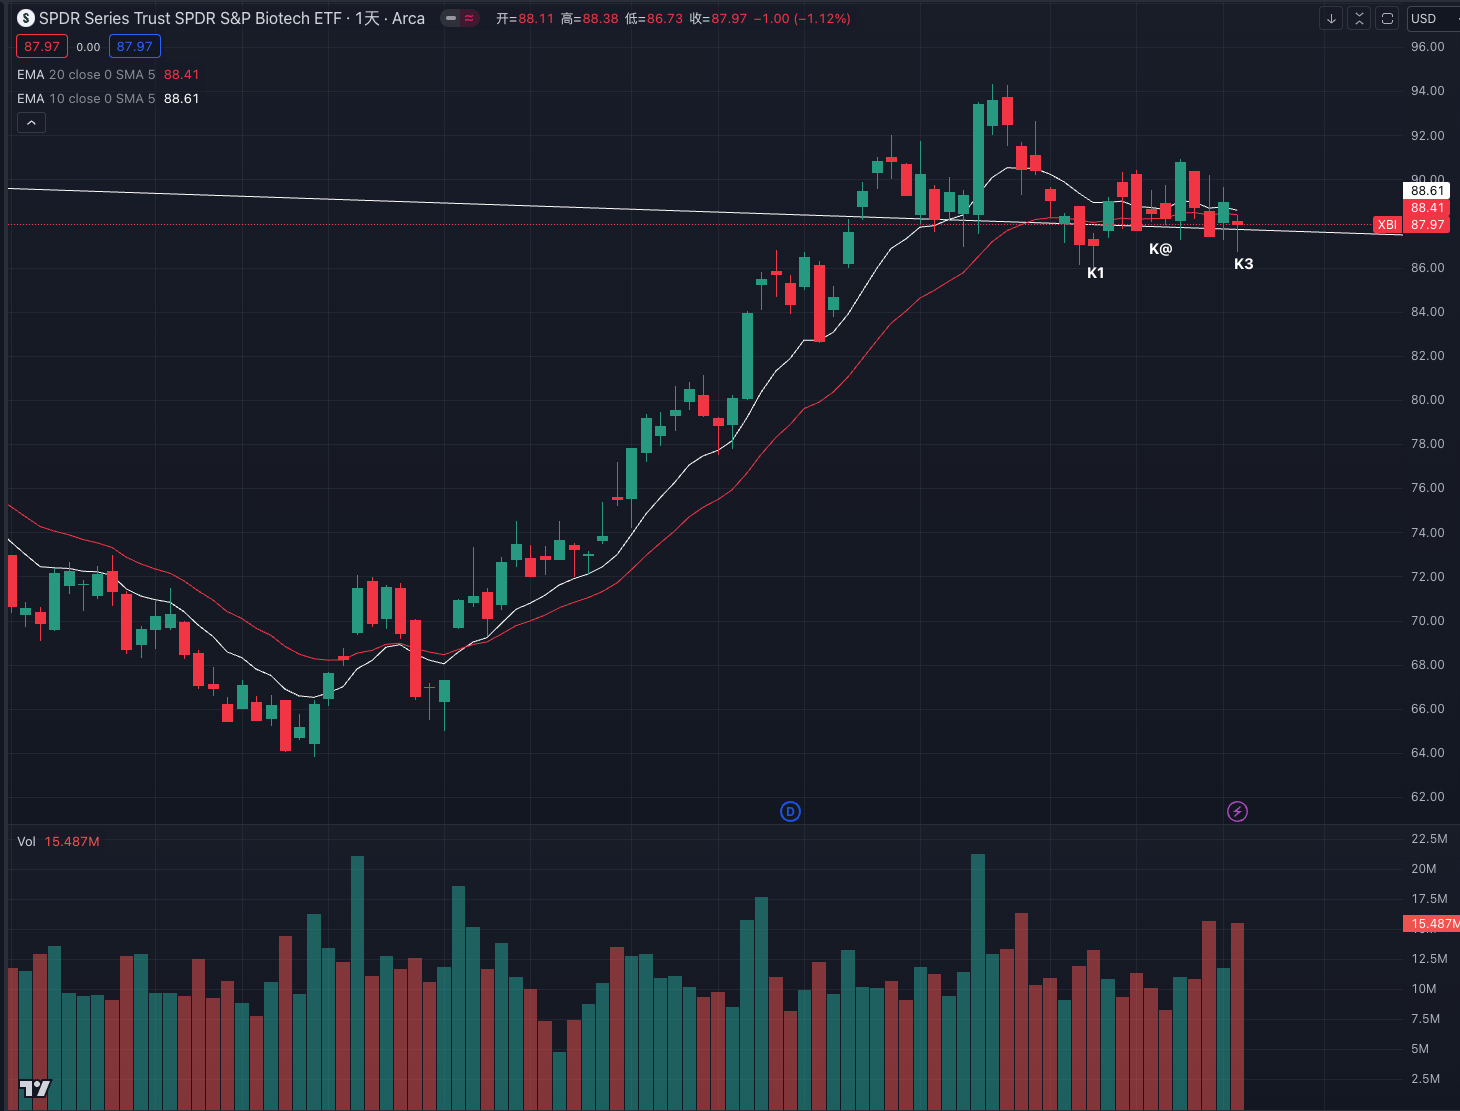 S SPDR Series Trust SPDR S&P Biotech ETF · 1天 · Arca 开=88.11 高=88.38 低=86.73 收=87.97 −1.00 (−1.12%) USD
87.97 0.00 87.97
EMA 20 close 0 SMA 5 88.41
EMA 10 close 0 SMA 5 88.61
96.00
94.00
92.00
90.00
88.61
88.41
XBI 87.97
K@
K3
K1
86.00
84.00
82.00
80.00
78.00
76.00
74.00
72.00
70.00
68.00
66.00
64.00
62.00
D
Vol 15.487M
22.5M
20M
17.5M
15.487M
12.5M
10M
7.5M
5M
2.5M